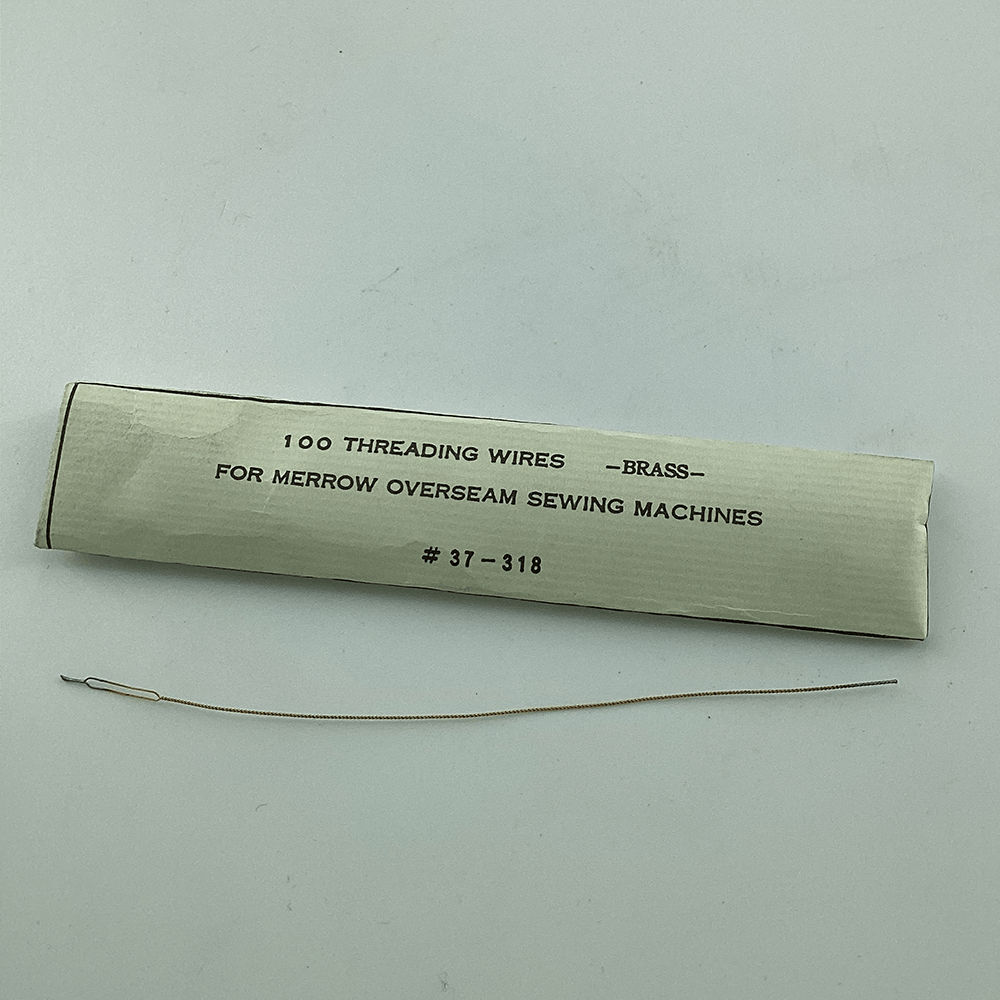 100 THREADING WIRES –BRASS–
FOR MERROW OVERSEAM SEWING MACHINES
# 37–318